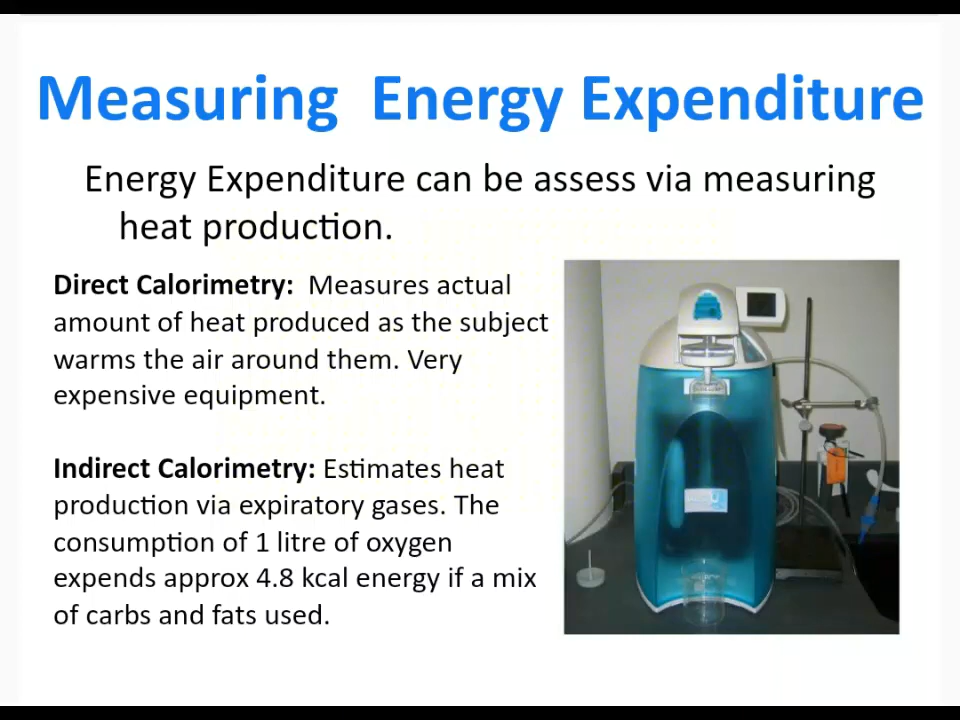 Measuring  Energy Expenditure
Energy Expenditure can be assess via measuring
heat production.
Direct Calorimetry:  Measures actual
amount of heat produced as the subject
warms the air around them. Very
expensive equipment.
Indirect Calorimetry: Estimates heat
production via expiratory gases. The
consumption of 1 litre of oxygen
expends approx 4.8 kcal energy if a mix
of carbs and fats used.